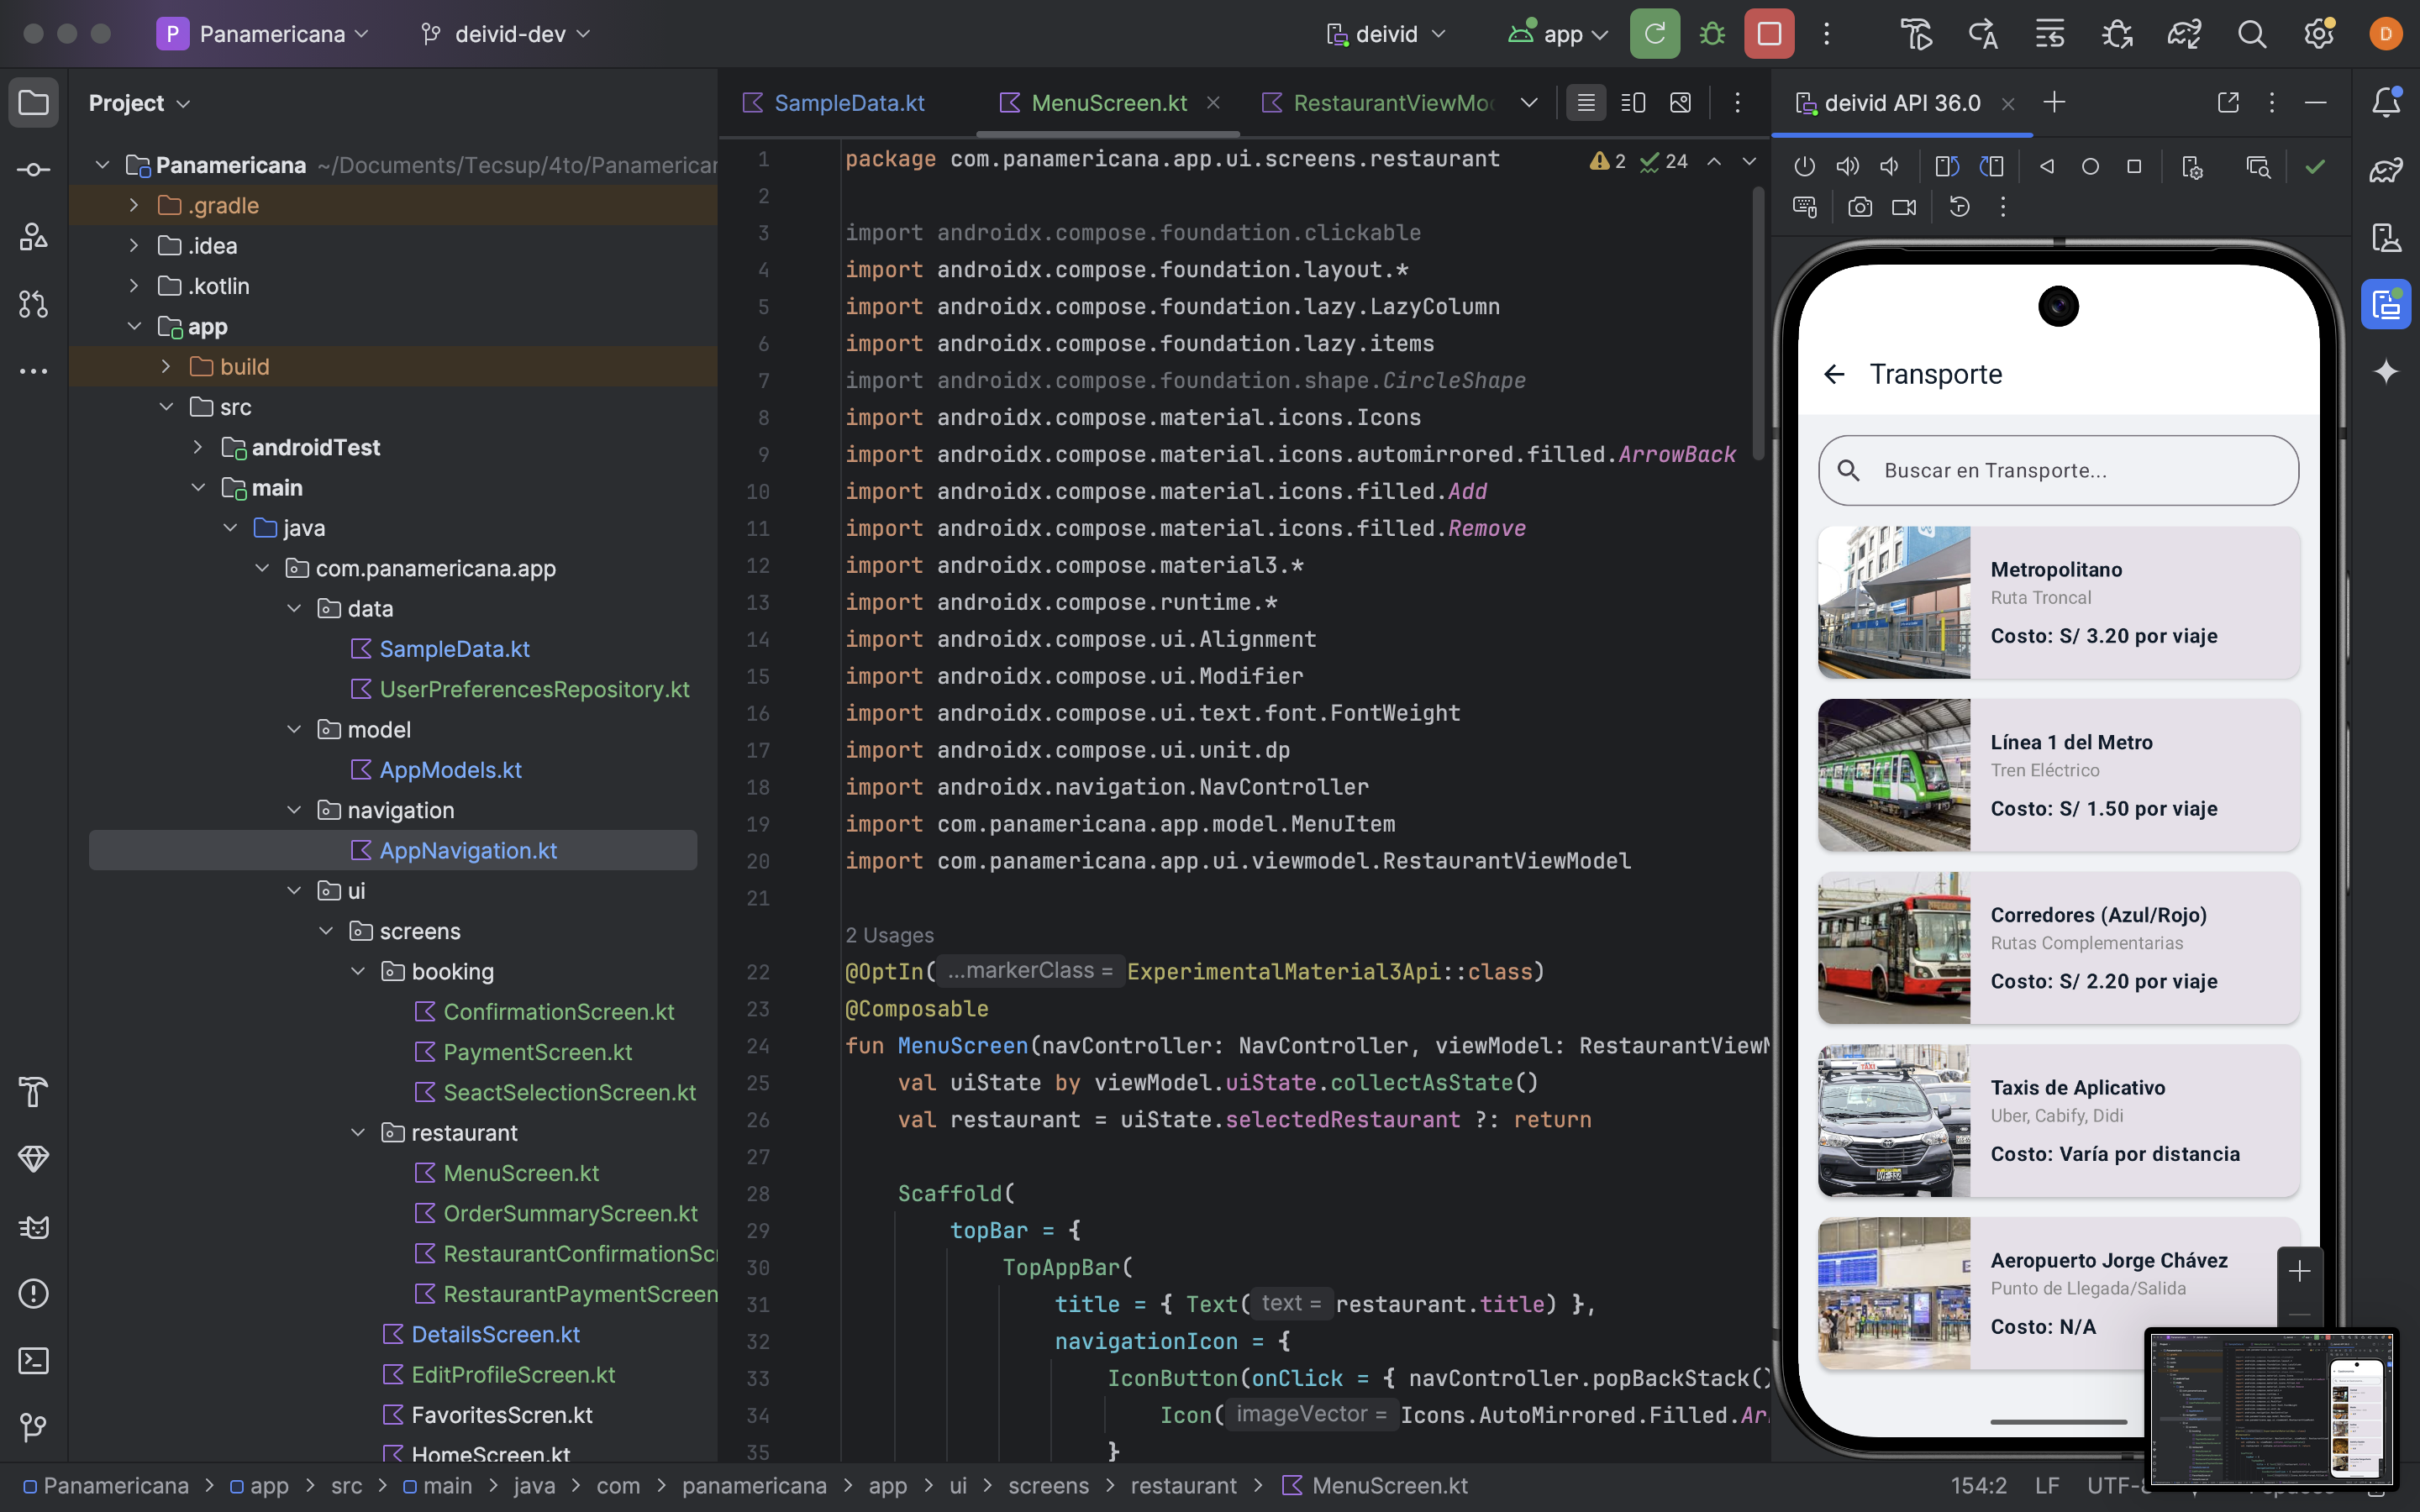 P Panamericana deivid-dev deivid app D
Project
Panamericana ~/Documents/Tecsup/4to/Panamerican
.gradle
.idea
.kotlin
app
build
src
androidTest
main
java
com.panamericana.app
data
SampleData.kt
UserPreferencesRepository.kt
model
AppModels.kt
navigation
AppNavigation.kt
ui
screens
booking
ConfirmationScreen.kt
PaymentScreen.kt
SeactSelectionScreen.kt
restaurant
MenuScreen.kt
OrderSummaryScreen.kt
RestaurantConfirmationScr
RestaurantPaymentScreen
DetailsScreen.kt
EditProfileScreen.kt
FavoritesScren.kt
HomeScreen.kt
SampleData.kt MenuScreen.kt RestaurantViewMod
2 24
1 package com.panamericana.app.ui.screens.restaurant
2
3 import androidx.compose.foundation.clickable
4 import androidx.compose.foundation.layout.*
5 import androidx.compose.foundation.lazy.LazyColumn
6 import androidx.compose.foundation.lazy.items
7 import androidx.compose.foundation.shape.CircleShape
8 import androidx.compose.material.icons.Icons
9 import androidx.compose.material.icons.automirrored.filled.ArrowBack
10 import androidx.compose.material.icons.filled.Add
11 import androidx.compose.material.icons.filled.Remove
12 import androidx.compose.material3.*
13 import androidx.compose.runtime.*
14 import androidx.compose.ui.Alignment
15 import androidx.compose.ui.Modifier
16 import androidx.compose.ui.text.font.FontWeight
17 import androidx.compose.ui.unit.dp
18 import androidx.navigation.NavController
19 import com.panamericana.app.model.MenuItem
20 import com.panamericana.app.ui.viewmodel.RestaurantViewModel
21
2 Usages
22 @OptIn( ...markerClass = ExperimentalMaterial3Api::class)
23 @Composable
24 fun MenuScreen(navController: NavController, viewModel: RestaurantViewM
25 val uiState by viewModel.uiState.collectAsState()
26 val restaurant = uiState.selectedRestaurant ?: return
27
28 Scaffold(
29 topBar = {
30 TopAppBar(
31 title = { Text( text = restaurant.title) },
32 navigationIcon = {
33 IconButton(onClick = { navController.popBackStack()
34 Icon( imageVector = Icons.AutoMirrored.Filled.Ar
35 }
deivid API 36.0
Transporte
Buscar en Transporte...
Metropolitano
Ruta Troncal
Costo: S/ 3.20 por viaje
Línea 1 del Metro
Tren Eléctrico
Costo: S/ 1.50 por viaje
Corredores (Azul/Rojo)
Rutas Complementarias
Costo: S/ 2.20 por viaje
TAXI
Taxis de Aplicativo
Uber, Cabify, Didi
Costo: Varía por distancia
Aeropuerto Jorge Chávez
Punto de Llegada/Salida
Costo: N/A
Panamericana > app > src > main > java > com > panamericana > app > ui > screens > restaurant > MenuScreen.kt
154:2 LF UTF-8